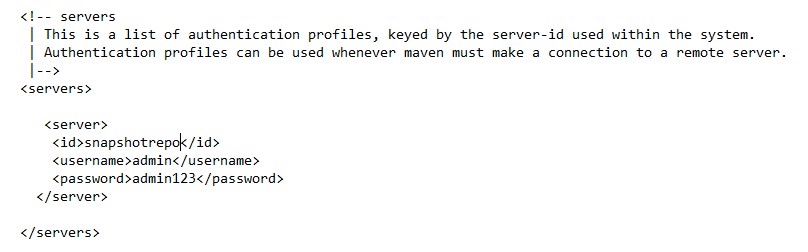 <!-- servers
| This is a list of authentication profiles, keyed by the server-id used within the system.
| Authentication profiles can be used whenever maven must make a connection to a remote server.
|-->
<servers>
<server>
<id>snapshotrepo</id>
<username>admin</username>
<password>admin123</password>
</server>
</servers>